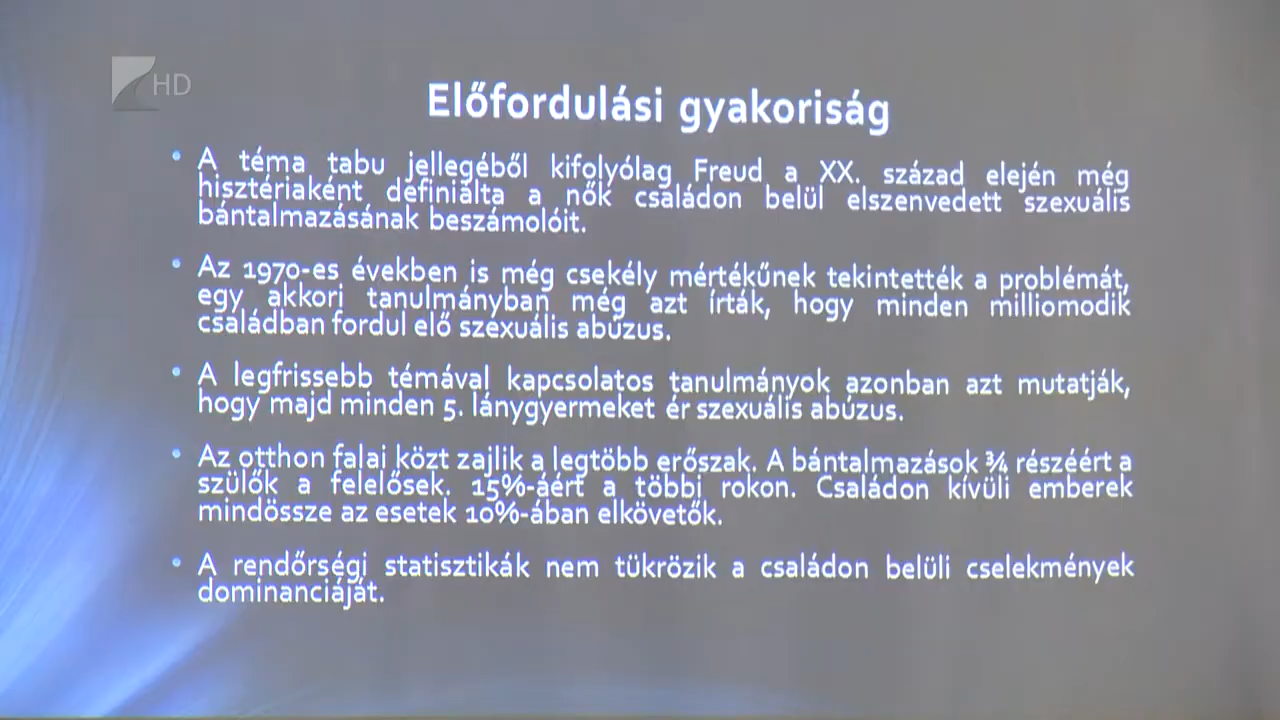 HD
Előfordulási gyakoriság
• A téma tabu jellegéből kifolyólag Freud a XX. század elején még
hisztériaként definiálta a nők családon belül elszenvedett szexuális
bántalmazásának beszámolóit.
• Az 1970-es években is még csekély mértékűnek tekintették a problémát,
egy akkori tanulmányban még azt írták, hogy minden milliomodik
családban fordul elő szexuális abúzus.
• A legfrissebb témával kapcsolatos tanulmányok azonban azt mutatják,
hogy majd minden 5. lánygyermeket ér szexuális abúzus.
• Az otthon falai közt zajlik a legtöbb erőszak. A bántalmazások ¾ részéért a
szülők a felelősek. 15%-áért a többi rokon. Családon kívüli emberek
mindössze az esetek 10%-ában elkövetők.
• A rendőrségi statisztikák nem tükrözik a családon belüli cselekmények
dominanciáját.